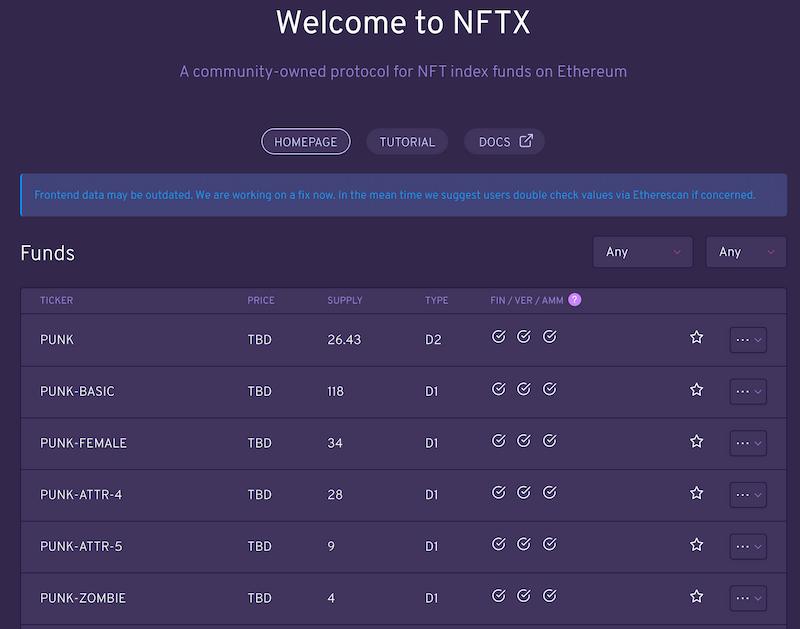 Welcome to NFTX
A community-owned protocol for NFT index funds on Ethereum
HOMEPAGE TUTORIAL DOCS
Frontend data may be outdated. We are working on a fix now. In the mean time we suggest users double check values via Etherescan if concerned.
Funds Any Any
TICKER PRICE SUPPLY TYPE FIN / VER / AMM ?
PUNK TBD 26.43 D2
PUNK-BASIC TBD 118 D1
PUNK-FEMALE TBD 34 D1
PUNK-ATTR-4 TBD 28 D1
PUNK-ATTR-5 TBD 9 D1
PUNK-ZOMBIE TBD 4 D1